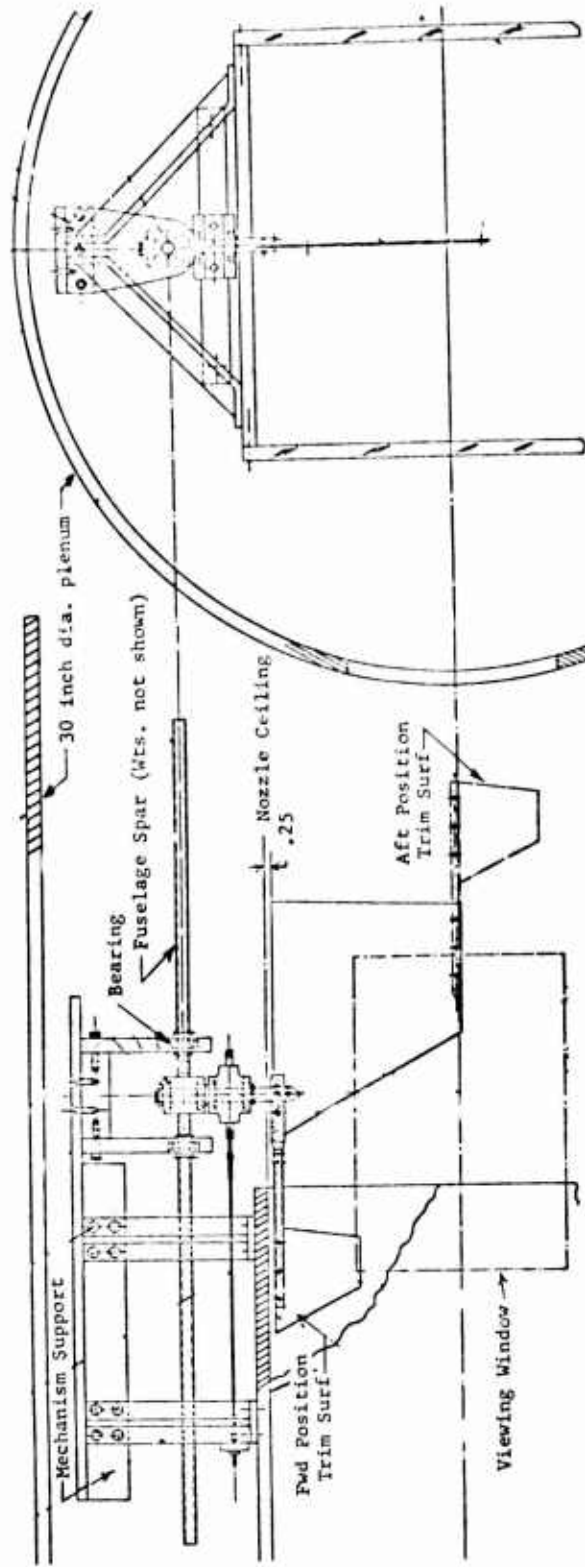 30 inch dia. plenum
Fuselage Spar (Wts. not shown)
Bearing
Nozzle Ceiling
.25
Mechanism Support
Aft Position
Trim Surf.
Fwd Position
Trim Surf.
Viewing Window